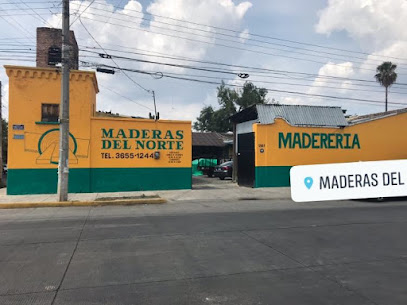 MADERAS
DEL NORTE
TEL. 3655-1244
MADERERIA
MADERAS DEL